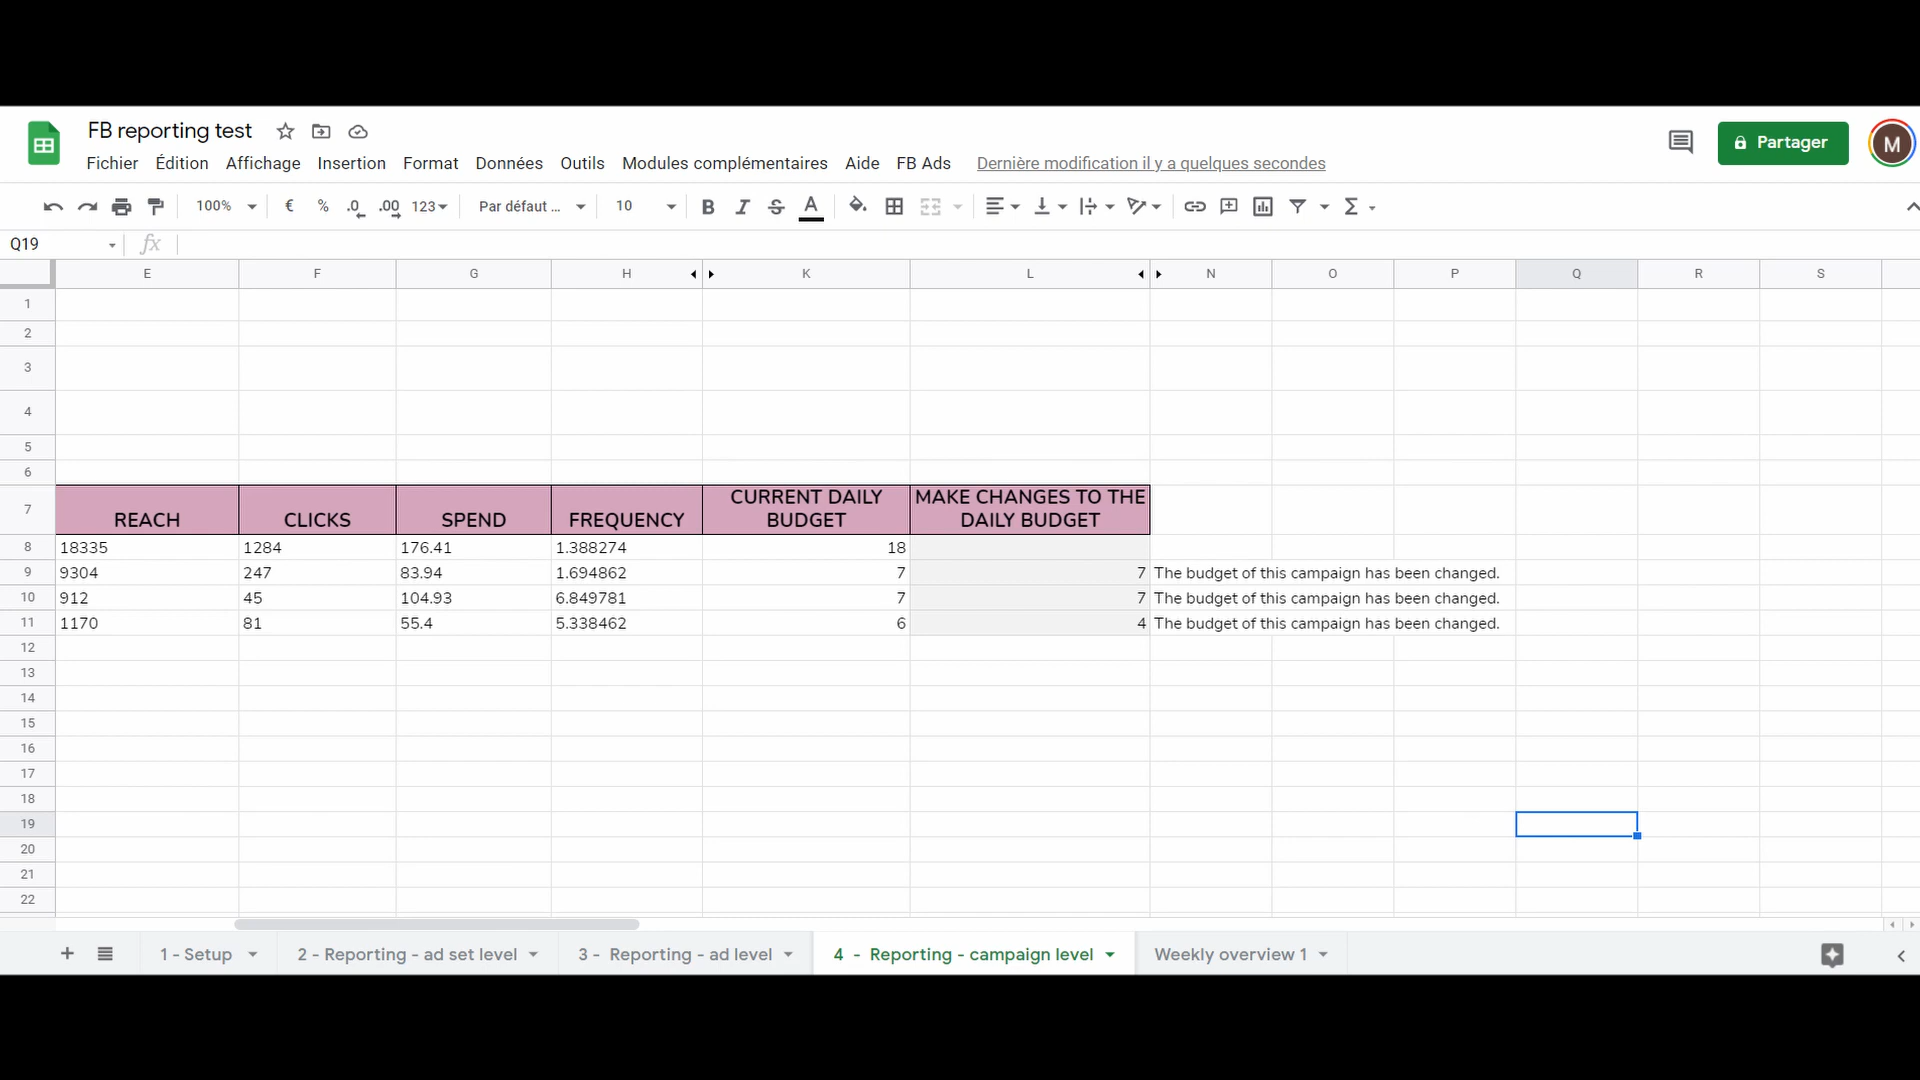 FB reporting test
Fichier Édition Affichage Insertion Format Données Outils Modules complémentaires Aide FB Ads Dernière modification il y a quelques secondes
Partager
M
100% € % .0 .00 123 Par défaut ... 10 B I S A Σ
Q19 fx
E F G H K L N O P Q R S
1
2
3
4
5
6
7 REACH CLICKS SPEND FREQUENCY CURRENT DAILY BUDGET MAKE CHANGES TO THE DAILY BUDGET
8 18335 1284 176.41 1.388274 18
9 9304 247 83.94 1.694862 7 7 The budget of this campaign has been changed.
10 912 45 104.93 6.849781 7 7 The budget of this campaign has been changed.
11 1170 81 55.4 5.338462 6 4 The budget of this campaign has been changed.
12
13
14
15
16
17
18
19
20
21
22
1 - Setup 2 - Reporting - ad set level 3 - Reporting - ad level 4 - Reporting - campaign level Weekly overview 1